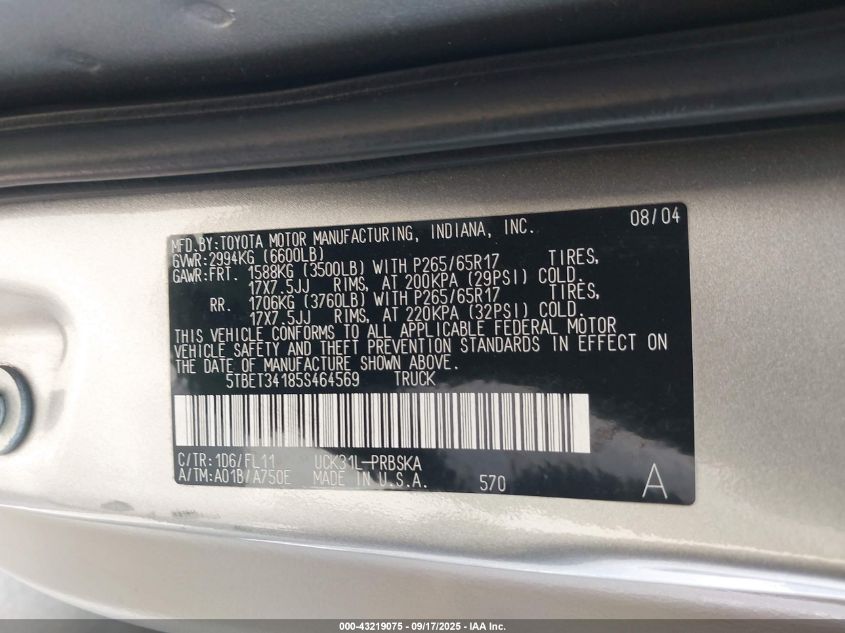 08/04
MFD.BY:TOYOTA MOTOR MANUFACTURING, INDIANA, INC.
GVWR:2994KG (6600LB)
GAWR:FRT. 1588KG (3500LB) WITH P265/65R17 TIRES,
17X7.5JJ RIMS, AT 200KPA (29PSI) COLD.
RR. 1706KG (3760LB) WITH P265/65R17 TIRES,
17X7.5JJ RIMS, AT 220KPA (32PSI) COLD.
THIS VEHICLE CONFORMS TO ALL APPLICABLE FEDERAL MOTOR
VEHICLE SAFETY AND THEFT PREVENTION STANDARDS IN EFFECT ON
THE DATE OF MANUFACTURE SHOWN ABOVE.
5TBET34185S464569 TRUCK
C/TR:1D6/FL11 UCK31L-PRBSKA
A/TM:A01B/A750E MADE IN U.S.A. 570 A
000-43219075 - 09/17/2025 - IAA Inc.